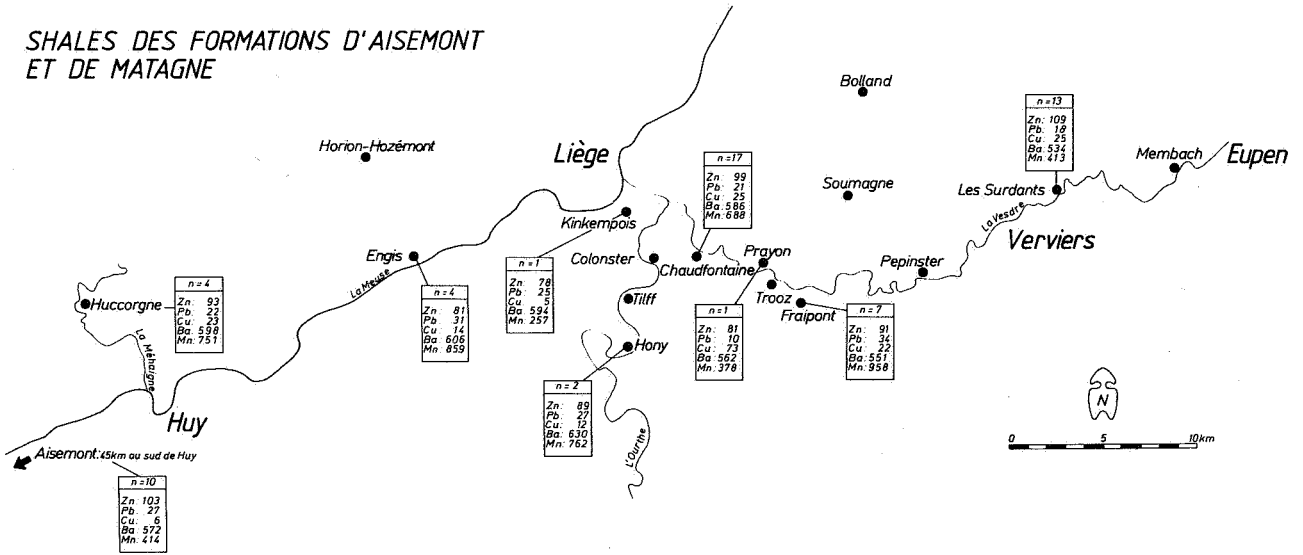 SHALES DES FORMATIONS D'AISEMONT
ET DE MATAGNE
Bolland
Horion-Hozémont
Liège
Soumagne
Membach
Eupen
Les Surdants
La Vesdre
Verviers
Kinkempois
Engis
La Meuse
Colonster
Chaudfontaine
Prayon
Pepinster
Trooz
Fraipont
Tilff
Hony
L'Ourthe
Huccorgne
La Méhaigne
Huy
Aisemont: 45km au sud de Huy
n=13
Zn: 109
Pb: 18
Cu: 25
Ba: 534
Mn: 413
n=17
Zn: 99
Pb: 21
Cu: 25
Ba: 586
Mn: 688
n=4
Zn: 93
Pb: 22
Cu: 23
Ba: 598
Mn: 751
n=4
Zn: 81
Pb: 31
Cu: 14
Ba: 606
Mn: 859
n=1
Zn: 78
Pb: 25
Cu: 5
Ba: 594
Mn: 257
n=1
Zn: 81
Pb: 10
Cu: 73
Ba: 562
Mn: 378
n=7
Zn: 91
Pb: 34
Cu: 22
Ba: 551
Mn: 958
n=2
Zn: 89
Pb: 27
Cu: 12
Ba: 630
Mn: 762
n=10
Zn: 103
Pb: 27
Cu: 6
Ba: 572
Mn: 414
N
0 5 10km